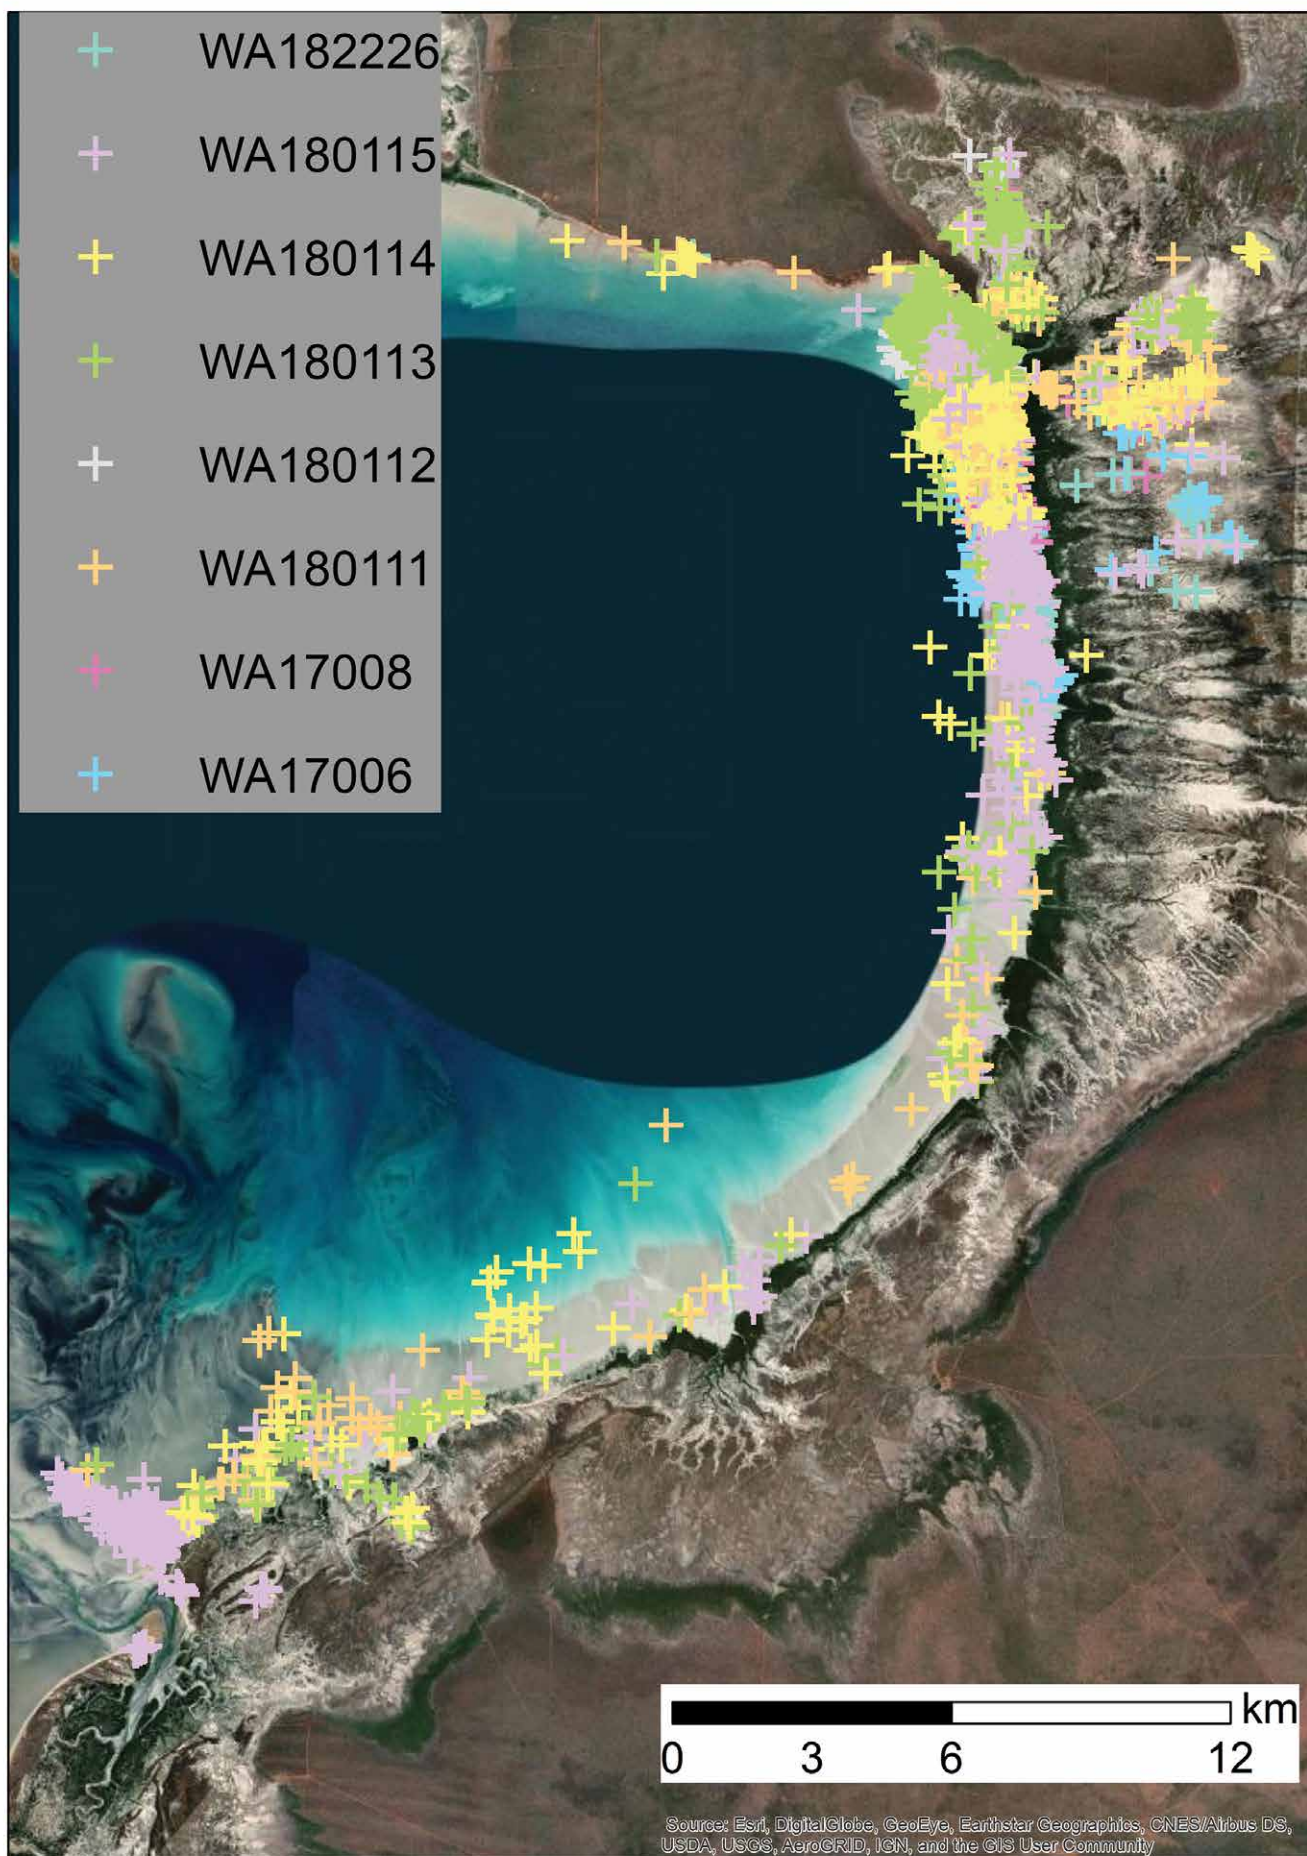 WA182226
WA180115
WA180114
WA180113
WA180112
WA180111
WA17008
WA17006
km
0 3 6 12
Source: Esri, DigitalGlobe, GeoEye, Earthstar Geographics, CNES/Airbus DS,
USDA, USGS, AeroGRID, IGN, and the GIS User Community